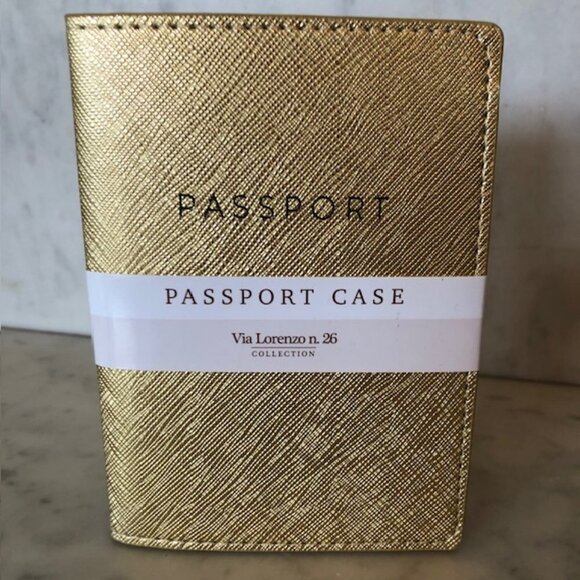 PASSPORT
PASSPORT CASE
Via Lorenzo n. 26
COLLECTION